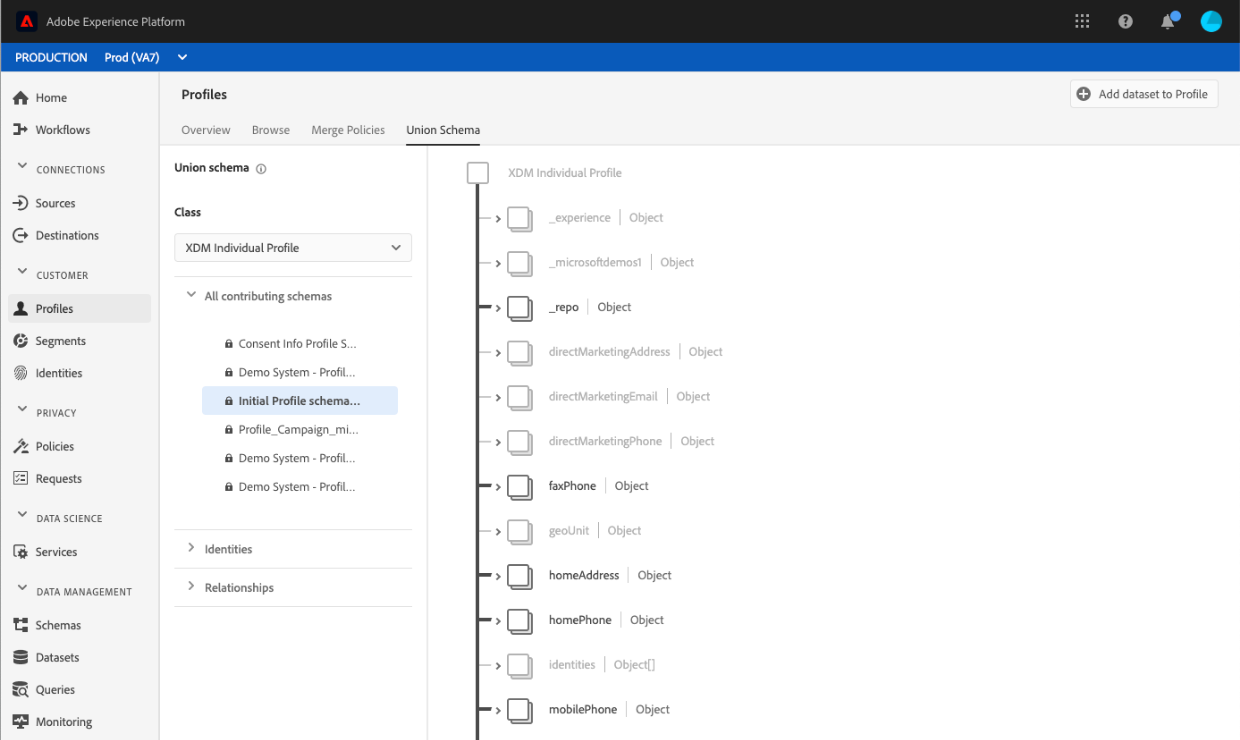 Adobe Experience Platform
PRODUCTION Prod (VA7)
Home
Workflows
CONNECTIONS
Sources
Destinations
CUSTOMER
Profiles
Segments
Identities
PRIVACY
Policies
Requests
DATA SCIENCE
Services
DATA MANAGEMENT
Schemas
Datasets
Queries
Monitoring
Profiles
Add dataset to Profile
Overview Browse Merge Policies Union Schema
Union schema
Class
XDM Individual Profile
All contributing schemas
Consent Info Profile S...
Demo System - Profil...
Initial Profile schema...
Profile_Campaign_mi...
Demo System - Profil...
Demo System - Profil...
Identities
Relationships
XDM Individual Profile
_experience Object
_microsoftdemos1 Object
_repo Object
directMarketingAddress Object
directMarketingEmail Object
directMarketingPhone Object
faxPhone Object
geoUnit Object
homeAddress Object
homePhone Object
identities Object[]
mobilePhone Object